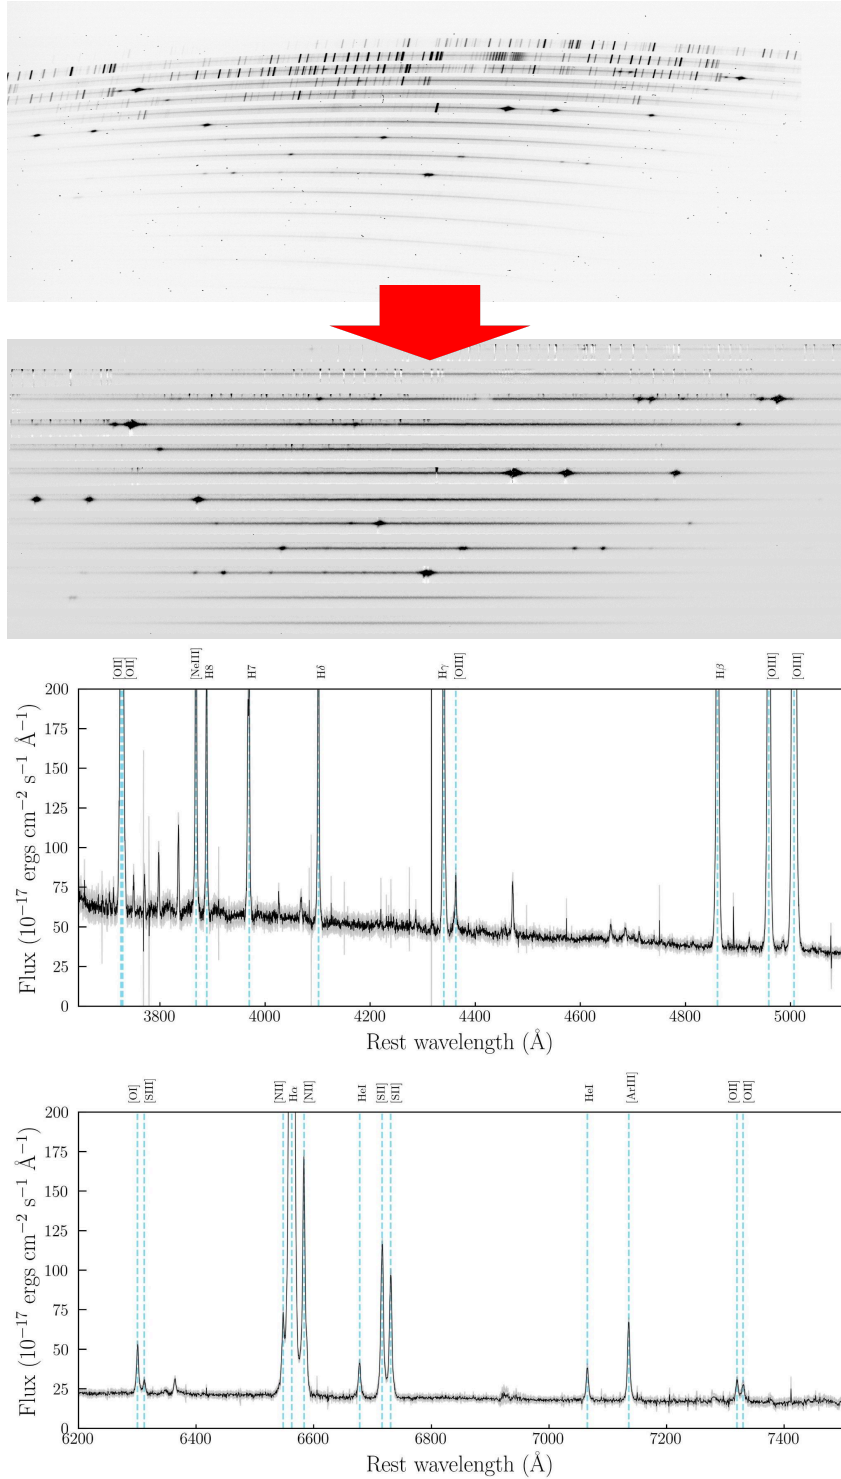 [OII] [OII] [NeIII] H8 H7 Hδ Hγ [OIII] Hβ [OIII] [OIII]
200
175
150
125
100
75
50
25
0
Flux (10⁻¹⁷ ergs cm⁻² s⁻¹ Å⁻¹)
3800 4000 4200 4400 4600 4800 5000
Rest wavelength (Å)
[OI] [SIII] [NII] Hα [NII] HeI [SII] [SII] HeI [ArIII] [OII] [OII]
200
175
150
125
100
75
50
25
0
Flux (10⁻¹⁷ ergs cm⁻² s⁻¹ Å⁻¹)
6200 6400 6600 6800 7000 7200 7400
Rest wavelength (Å)